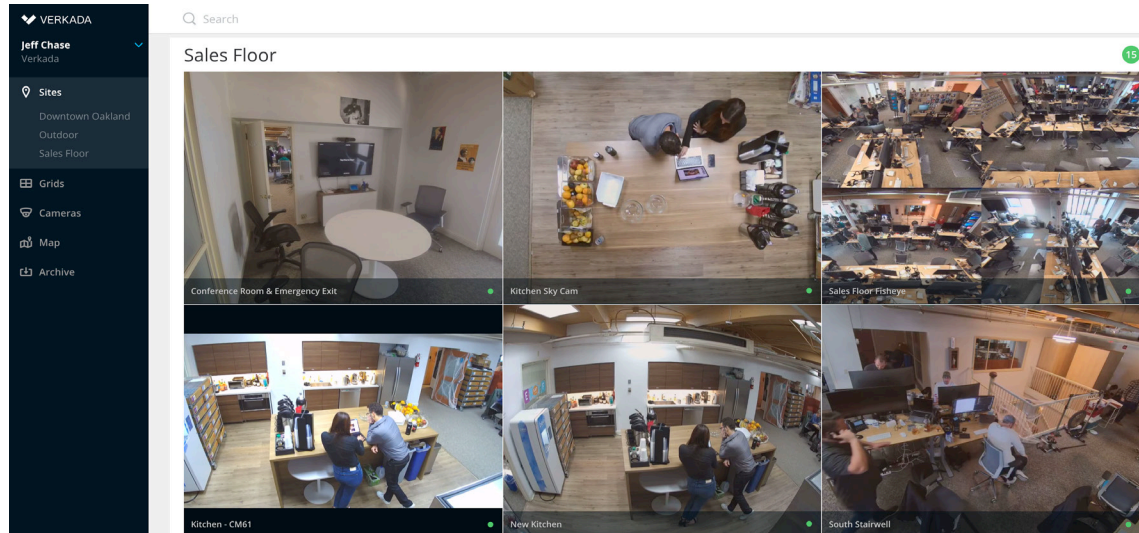 VERKADA
Search
Jeff Chase
Verkada
Sales Floor
15
Sites
Downtown Oakland
Outdoor
Sales Floor
Grids
Cameras
Map
Archive
Conference Room & Emergency Exit
Kitchen Sky Cam
Sales Floor Fisheye
Kitchen - CM61
New Kitchen
South Stairwell